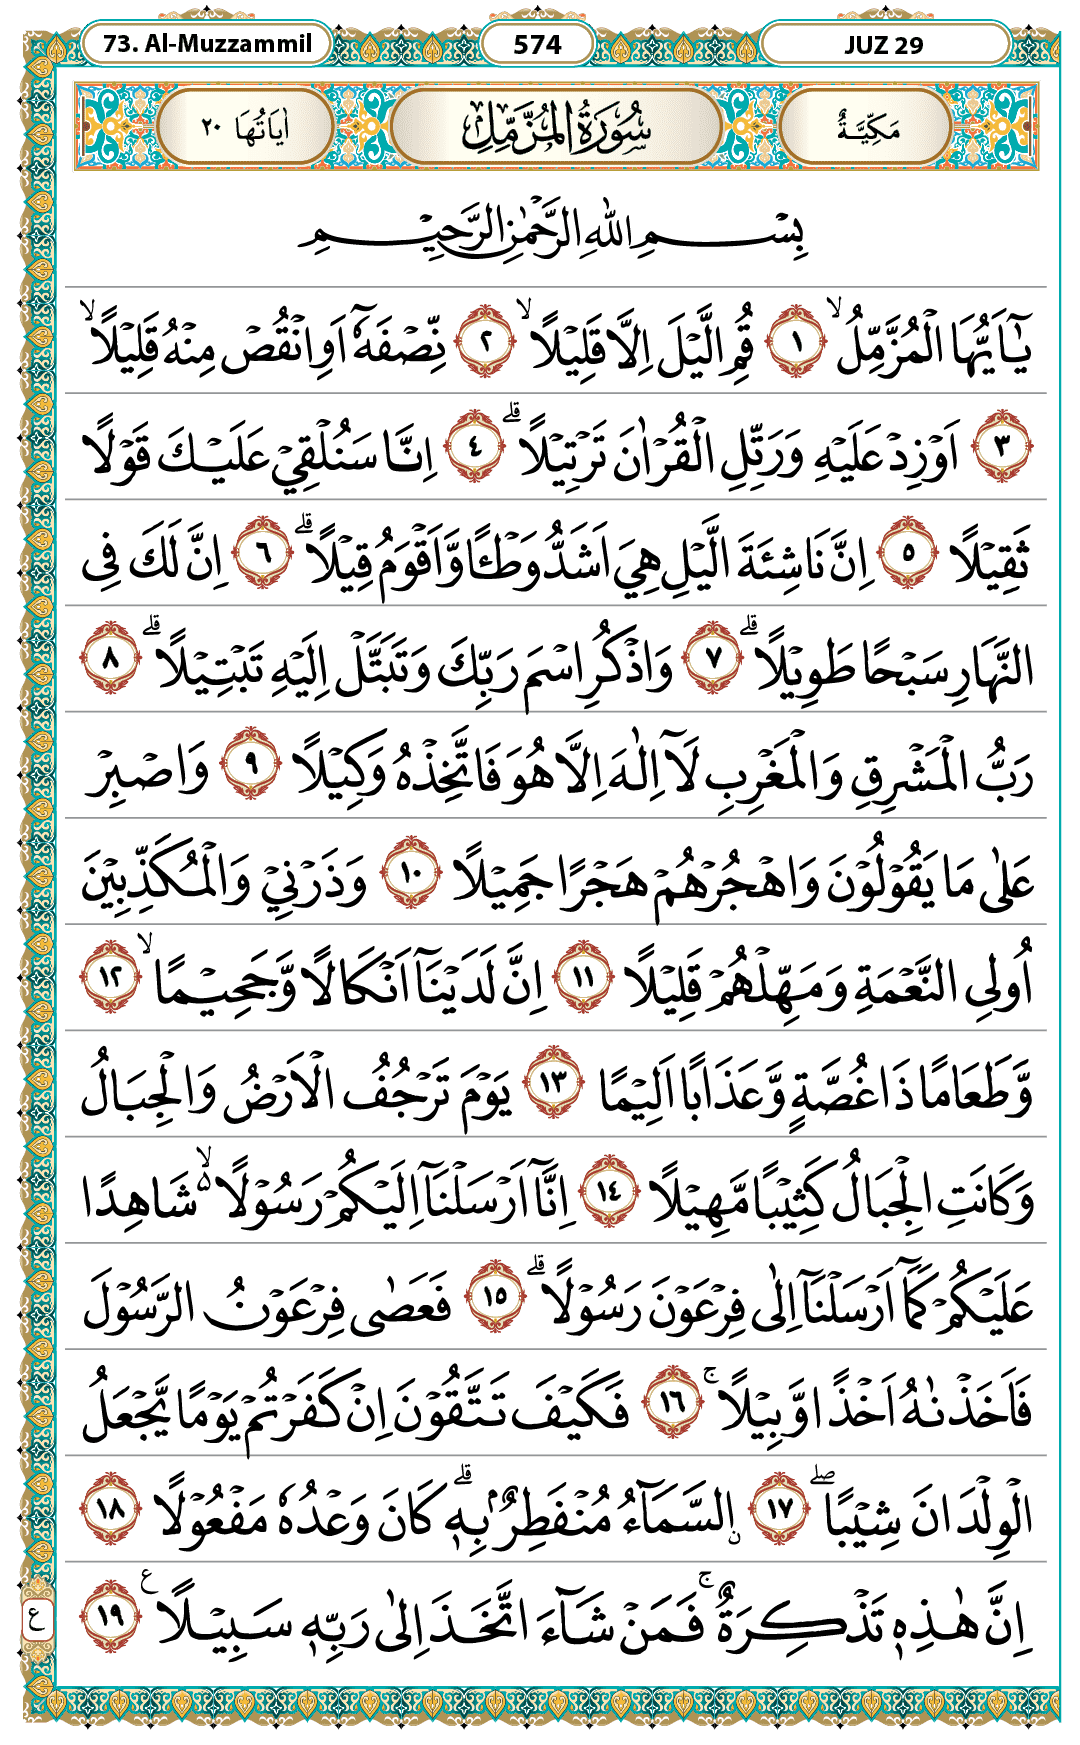 73. Al-Muzzammil 574 JUZ 29
مَكِّيَّةٌ سُوْرَةُ الْمُزَّمِّلِ اٰيَاتُهَا ٢٠
بِسْمِ اللّٰهِ الرَّحْمٰنِ الرَّحِيْمِ
يٰٓاَيُّهَا الْمُزَّمِّلُۙ ١ قُمِ الَّيْلَ اِلَّا قَلِيْلًاۙ ٢ نِّصْفَهٗٓ اَوِ انْقُصْ مِنْهُ قَلِيْلًاۙ
٣ اَوْ زِدْ عَلَيْهِ وَرَتِّلِ الْقُرْاٰنَ تَرْتِيْلًاۗ ٤ اِنَّا سَنُلْقِيْ عَلَيْكَ قَوْلًا
ثَقِيْلًا ٥ اِنَّ نَاشِئَةَ الَّيْلِ هِيَ اَشَدُّ وَطْـًٔا وَّاَقْوَمُ قِيْلًاۗ ٦ اِنَّ لَكَ فِى
النَّهَارِ سَبْحًا طَوِيْلًاۗ ٧ وَاذْكُرِ اسْمَ رَبِّكَ وَتَبَتَّلْ اِلَيْهِ تَبْتِيْلًاۗ ٨
رَبُّ الْمَشْرِقِ وَالْمَغْرِبِ لَآ اِلٰهَ اِلَّا هُوَ فَاتَّخِذْهُ وَكِيْلًا ٩ وَاصْبِرْ
عَلٰى مَا يَقُوْلُوْنَ وَاهْجُرْهُمْ هَجْرًا جَمِيْلًا ١٠ وَذَرْنِيْ وَالْمُكَذِّبِيْنَ
اُولِى النَّعْمَةِ وَمَهِّلْهُمْ قَلِيْلًا ١١ اِنَّ لَدَيْنَآ اَنْكَالًا وَّجَحِيْمًاۙ ١٢
وَّطَعَامًا ذَا غُصَّةٍ وَّعَذَابًا اَلِيْمًا ١٣ يَوْمَ تَرْجُفُ الْاَرْضُ وَالْجِبَالُ
وَكَانَتِ الْجِبَالُ كَثِيْبًا مَّهِيْلًا ١٤ اِنَّآ اَرْسَلْنَآ اِلَيْكُمْ رَسُوْلًا ەۙ شَاهِدًا
عَلَيْكُمْ كَمَآ اَرْسَلْنَآ اِلٰى فِرْعَوْنَ رَسُوْلًاۗ ١٥ فَعَصٰى فِرْعَوْنُ الرَّسُوْلَ
فَاَخَذْنٰهُ اَخْذًا وَّبِيْلًاۚ ١٦ فَكَيْفَ تَتَّقُوْنَ اِنْ كَفَرْتُمْ يَوْمًا يَّجْعَلُ
الْوِلْدَانَ شِيْبًاۖ ١٧ ۨالسَّمَاۤءُ مُنْفَطِرٌۢ بِهٖۗ كَانَ وَعْدُهٗ مَفْعُوْلًا ١٨
اِنَّ هٰذِهٖ تَذْكِرَةٌۚ فَمَنْ شَاۤءَ اتَّخَذَ اِلٰى رَبِّهٖ سَبِيْلًا ࣖ ١٩
ع